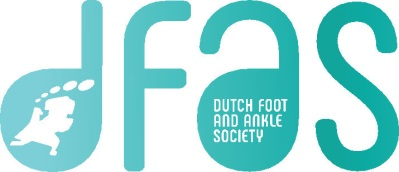 dfas
DUTCH FOOT
AND ANKLE
SOCIETY